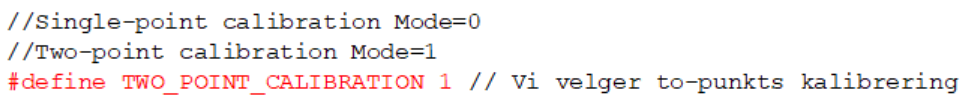 //Single-point calibration Mode=0
//Two-point calibration Mode=1
#define TWO_POINT_CALIBRATION 1 // Vi velger to-punkts kalibrering